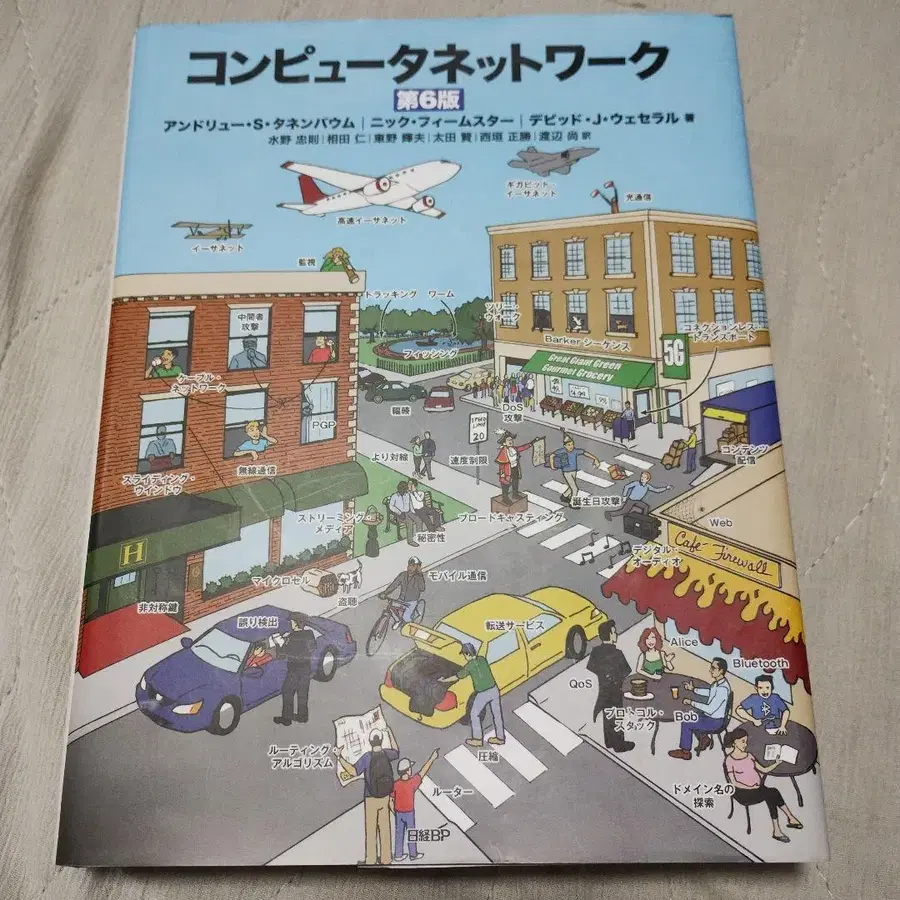 コンピュータネットワーク
第6版
アンドリュー・S・タネンバウム｜ニック・フィームスター｜デビッド・J・ウェセラル 著
水野 忠則｜相田 仁｜東野 輝夫｜太田 賢｜西垣 正勝｜渡辺 尚 訳
イーサネット
高速イーサネット
ギガビット・
イーサネット
光通信
監視
トラッキング
ワーム
ツリー・
ウォーク
Barker シーケンス
コネクションレス・
トランスポート
中間者
攻撃
フィッシング
5G
Great Giant Green
Gourmet Grocery
ケーブル・
ネットワーク
PGP
輻輳
SPEED
LIMIT
20
DoS
攻撃
コンテンツ
配信
スライディング・
ウインドウ
無線通信
より対線
速度制限
誕生日攻撃
ストリーミング・
メディア
秘密性
ブロードキャスティング
Web
H
デジタル・
オーディオ
Cafe Firewall
マイクロセル
盗聴
モバイル通信
非対称鍵
誤り検出
転送サービス
Alice
Bluetooth
QoS
プロトコル・
スタック
Bob
ルーティング・
アルゴリズム
圧縮
ルーター
ドメイン名の
探索
日経BP